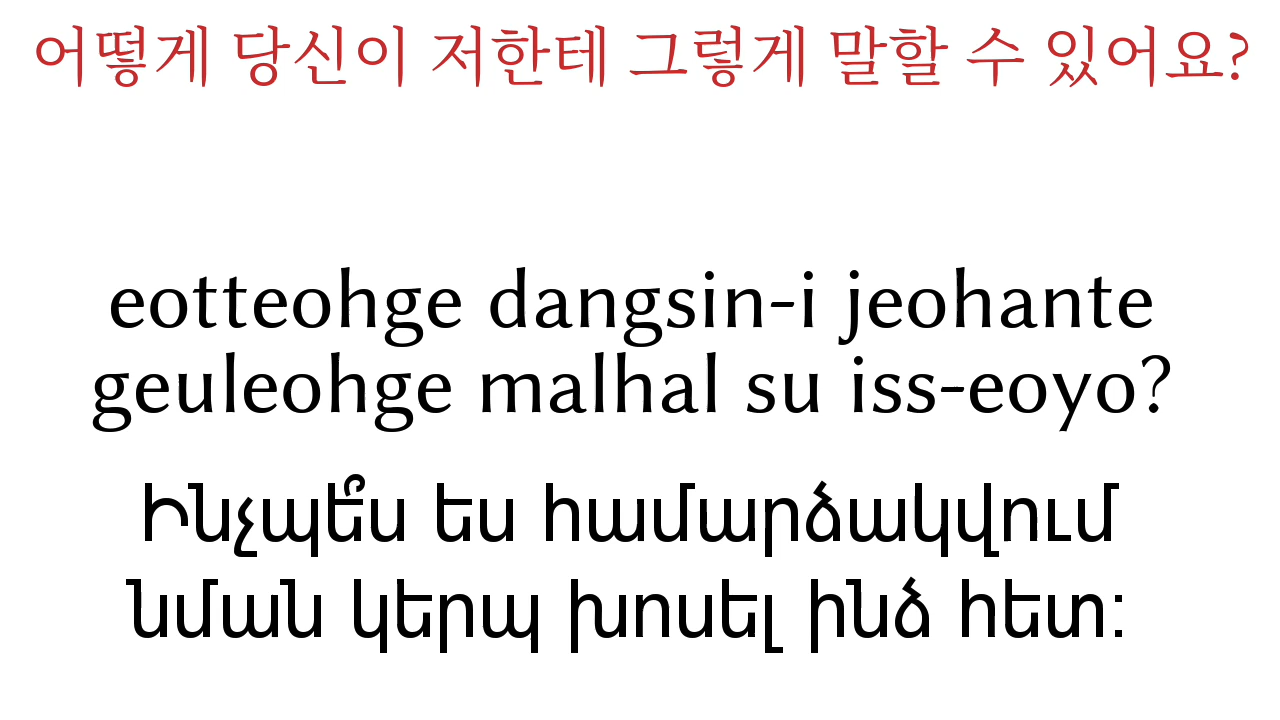 어떻게 당신이 저한테 그렇게 말할 수 있어요?
eotteohge dangsin-i jeohante
geuleohge malhal su iss-eoyo?
Ինչպե՞ս ես համարձակվում
նման կերպ խոսել ինձ հետ: